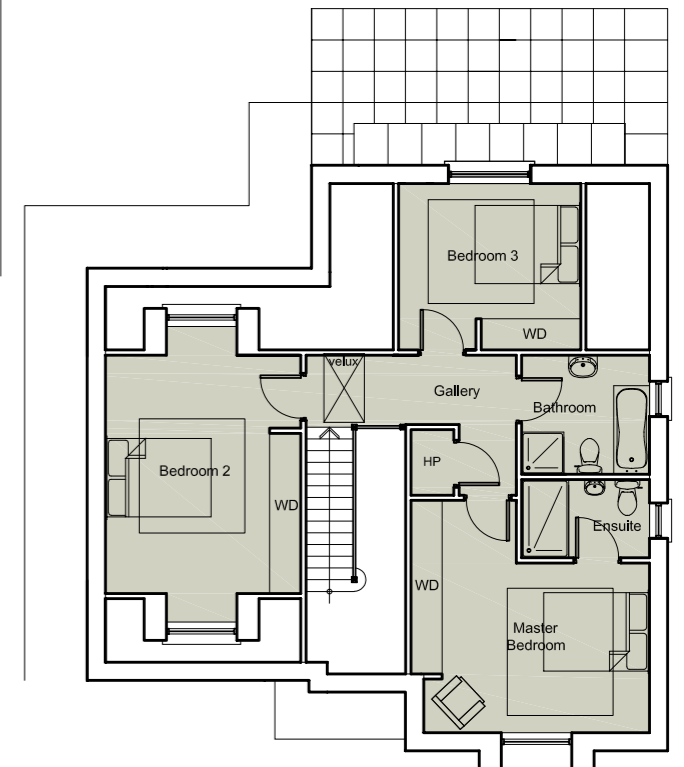 Bedroom 3
WD
velux
Gallery
Bathroom
HP
Bedroom 2
WD
Ensuite
WD
Master
Bedroom